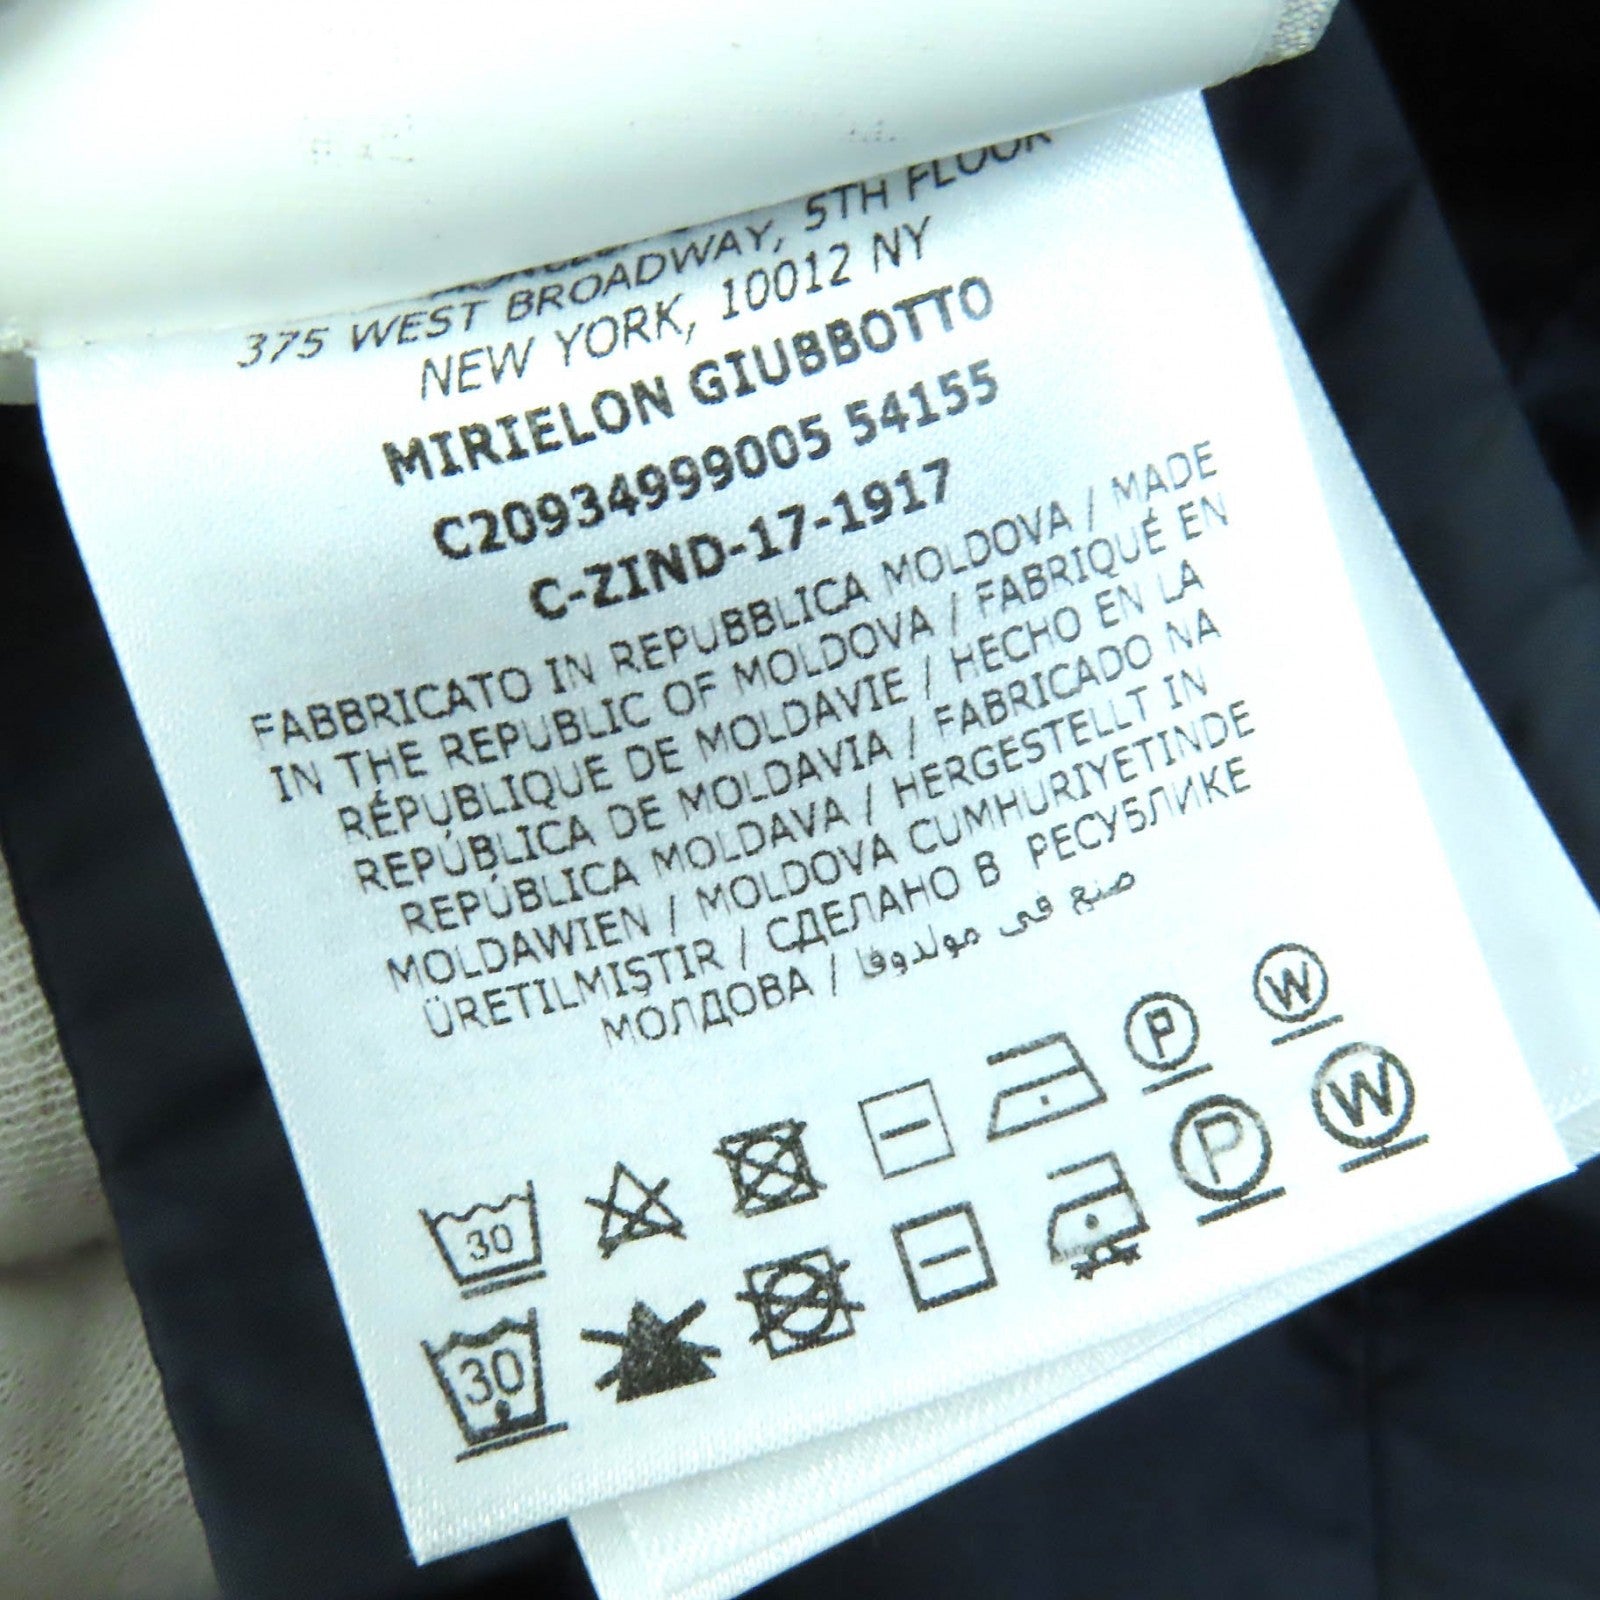 375 WEST BROADWAY, 5TH FLOOR
NEW YORK, 10012 NY
MIRIELON GIUBBOTTO
C20934999005 54155
C-ZIND-17-1917
FABBRICATO IN REPUBBLICA MOLDOVA / MADE
IN THE REPUBLIC OF MOLDOVA / FABRIQUÉ EN
RÉPUBLIQUE DE MOLDAVIE / HECHO EN LA
REPÚBLICA DE MOLDAVIA / FABRICADO NA
REPÚBLICA MOLDAVA / HERGESTELLT IN
MOLDAWIEN / MOLDOVA CUMHURIYETINDE
ÜRETILMIŞTIR / СДЕЛАНО В РЕСУБЛИКЕ
МОЛДОВА / صنع في مولدوفا
30 P W
30 P W